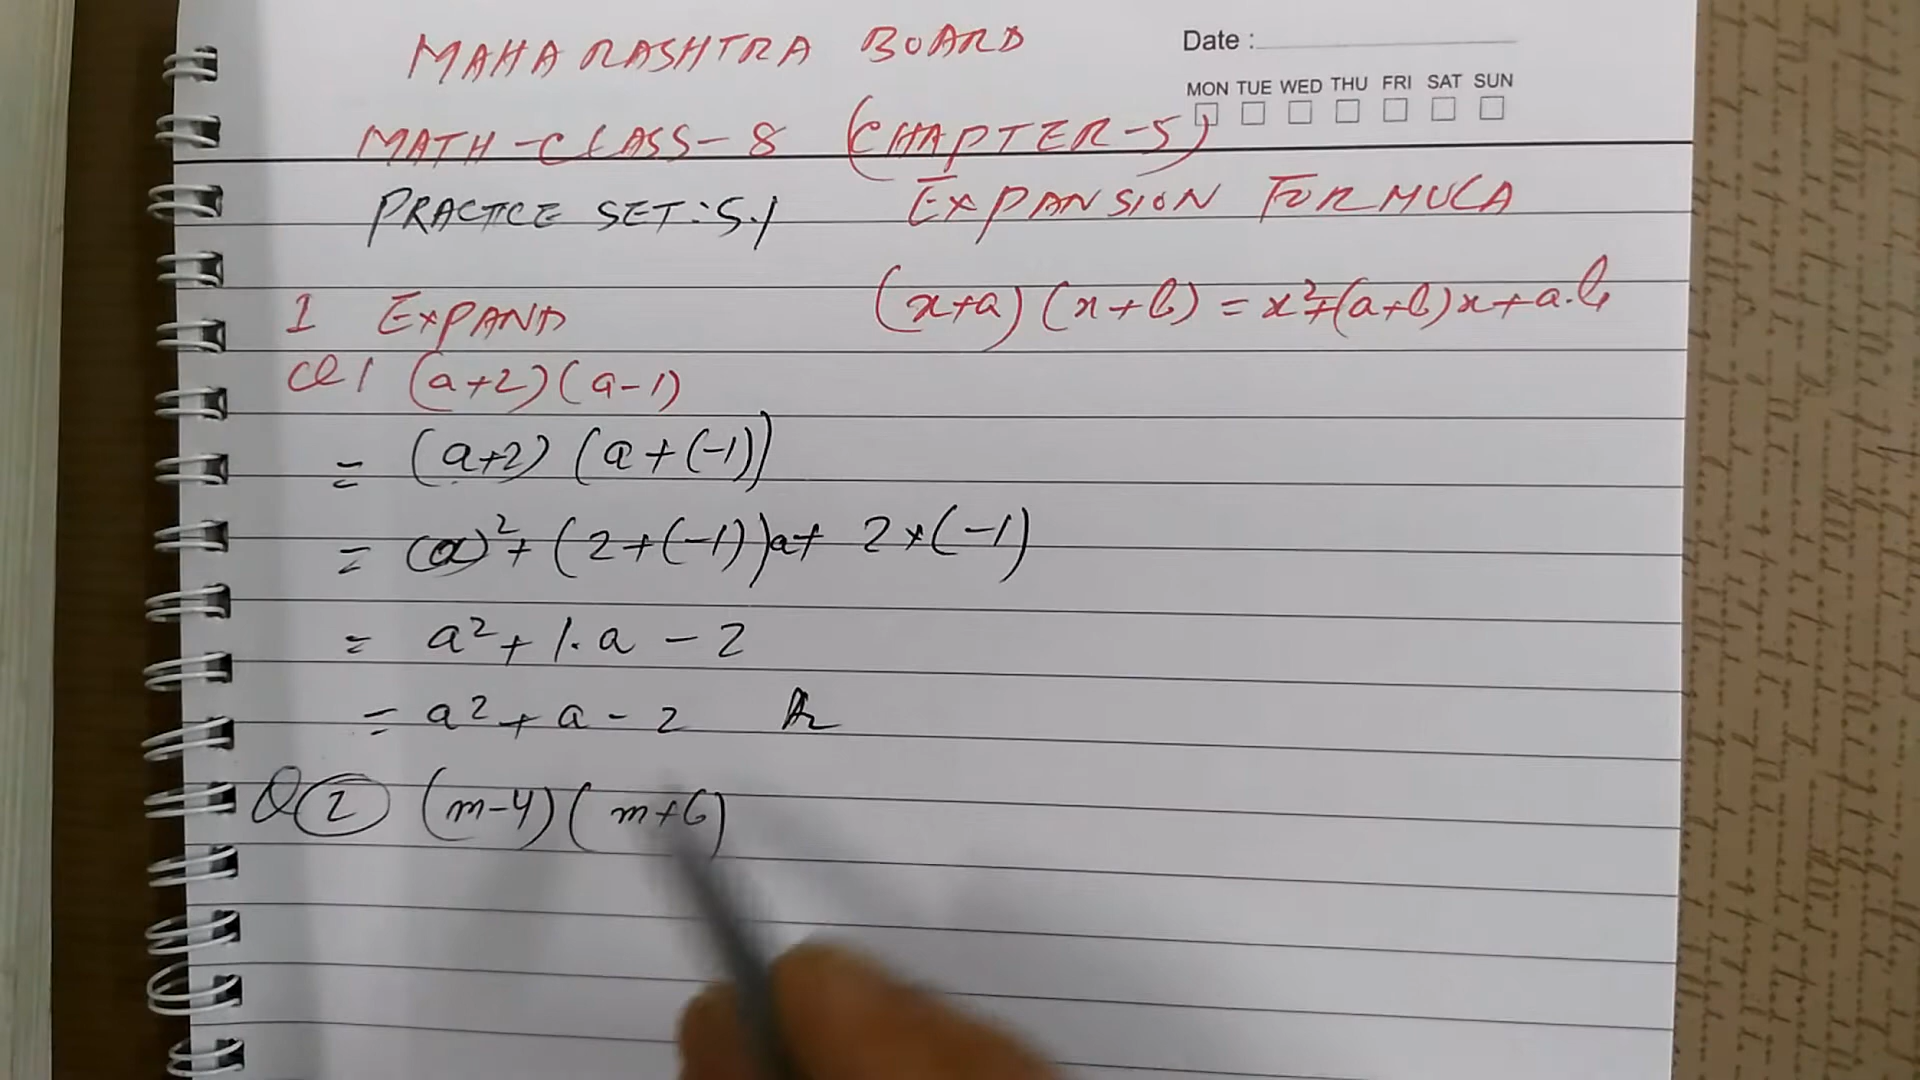 MAHARASHTRA BOARD
Date :
MON TUE WED THU FRI SAT SUN
MATH-CLASS-8 (CHAPTER-5)
PRACTICE SET:5.1 EXPANSION FORMULA
1 EXPAND (x+a)(x+b)=x²+(a+b)x+a.b
Q1 (a+2)(a-1)
= (a+2) (a+(-1))
= (a)²+(2+(-1))a+ 2×(-1)
= a²+1.a-2
= a²+a-2
Q② (m-4)(m+6)